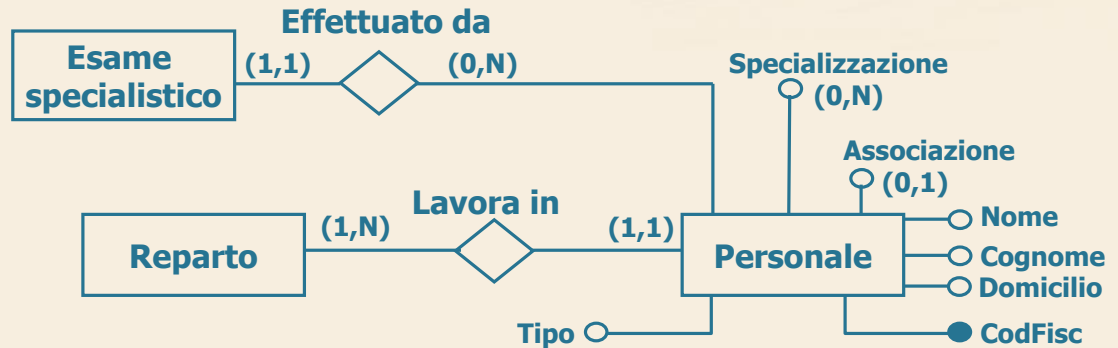 Effettuato da
Esame
specialistico
(1,1)
(0,N)
Specializzazione
(0,N)
Associazione
(0,1)
Lavora in
Reparto
(1,N)
(1,1)
Personale
Nome
Cognome
Domicilio
Tipo
CodFisc